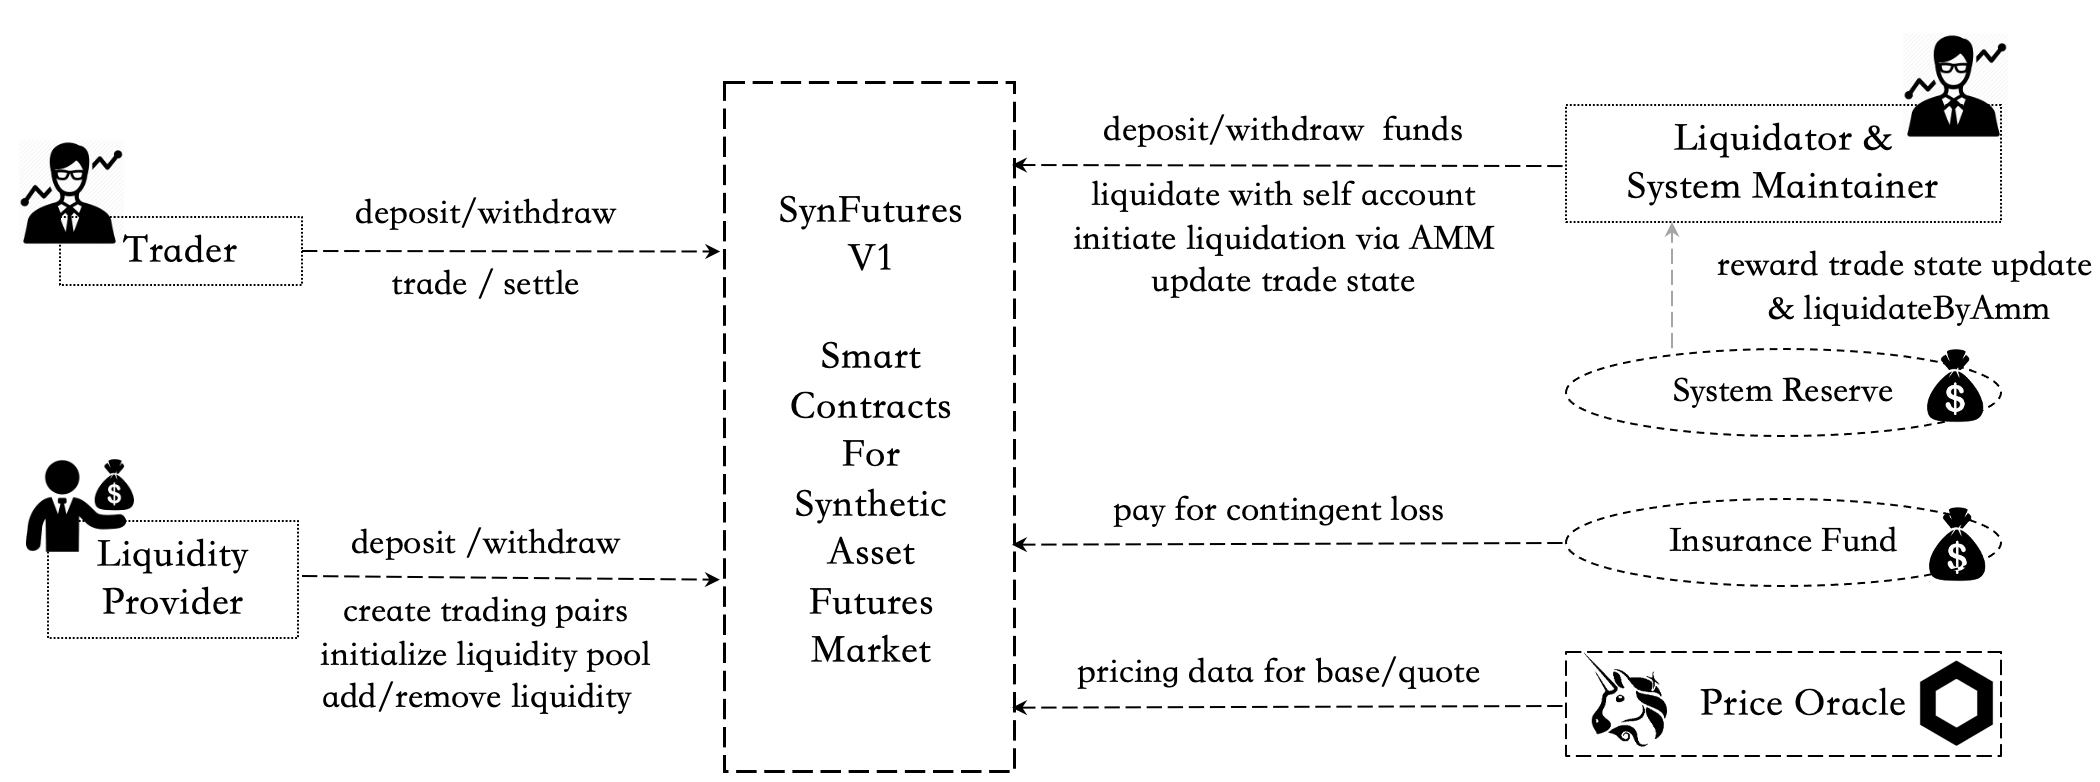 Trader
deposit/withdraw
trade / settle
Liquidity
Provider
deposit /withdraw
create trading pairs
initialize liquidity pool
add/remove liquidity
SynFutures
V1
Smart
Contracts
For
Synthetic
Asset
Futures
Market
deposit/withdraw funds
liquidate with self account
initiate liquidation via AMM
update trade state
Liquidator &
System Maintainer
reward trade state update
& liquidateByAmm
System Reserve
$
pay for contingent loss
Insurance Fund
$
pricing data for base/quote
Price Oracle
$